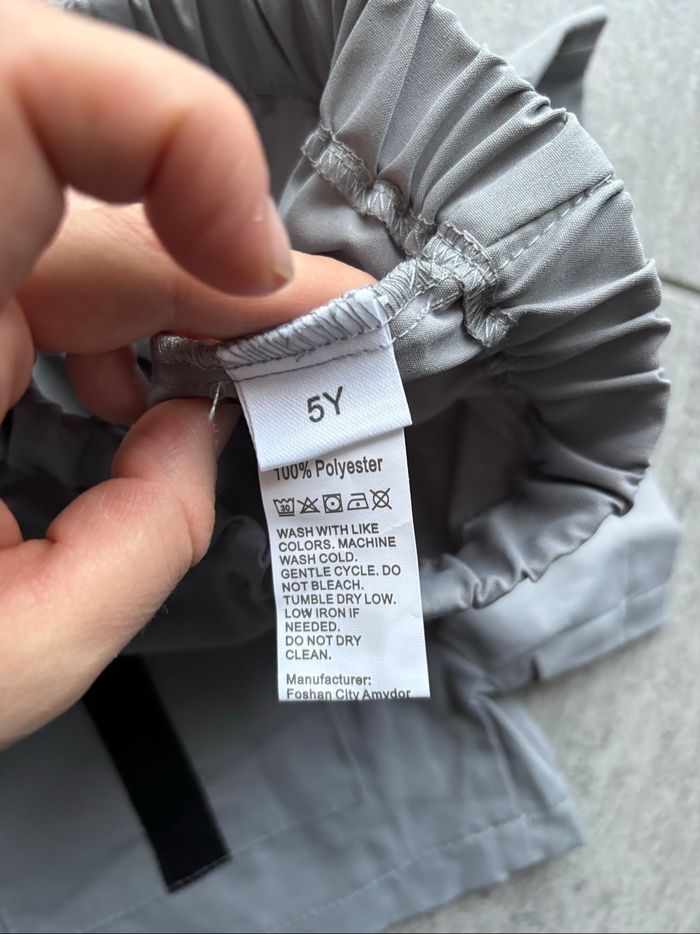 5Y
100% Polyester
30
WASH WITH LIKE
COLORS. MACHINE
WASH COLD.
GENTLE CYCLE. DO
NOT BLEACH.
TUMBLE DRY LOW.
LOW IRON IF
NEEDED.
DO NOT DRY
CLEAN.
Manufacturer:
Foshan City Amydor